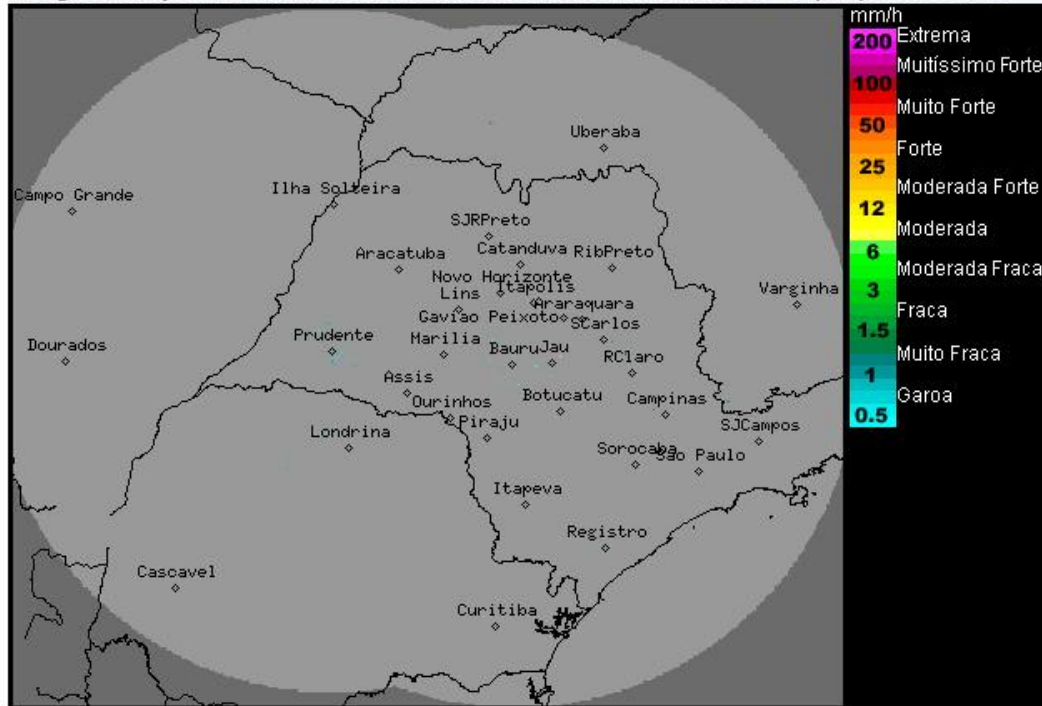 mm/h
200 Extrema
Muitíssimo Forte
100
Muito Forte
50
Forte
25
Moderada Forte
12
Moderada
6
Moderada Fraca
3
Fraca
1.5
Muito Fraca
1
Garoa
0.5
Uberaba
Campo Grande
Ilha Solteira
SJRPreto
Aracatuba
Catanduva
RibPreto
Novo Horizonte
Itapolis
Lins
Araraquara
Varginha
Gaviao Peixoto
SCarlos
Prudente
Dourados
Marilia
Bauru
Jau
RClaro
Assis
Ourinhos
Botucatu
Campinas
Piraju
SJCampos
Londrina
Sorocaba
Sao Paulo
Itapeva
Registro
Cascavel
Curitiba